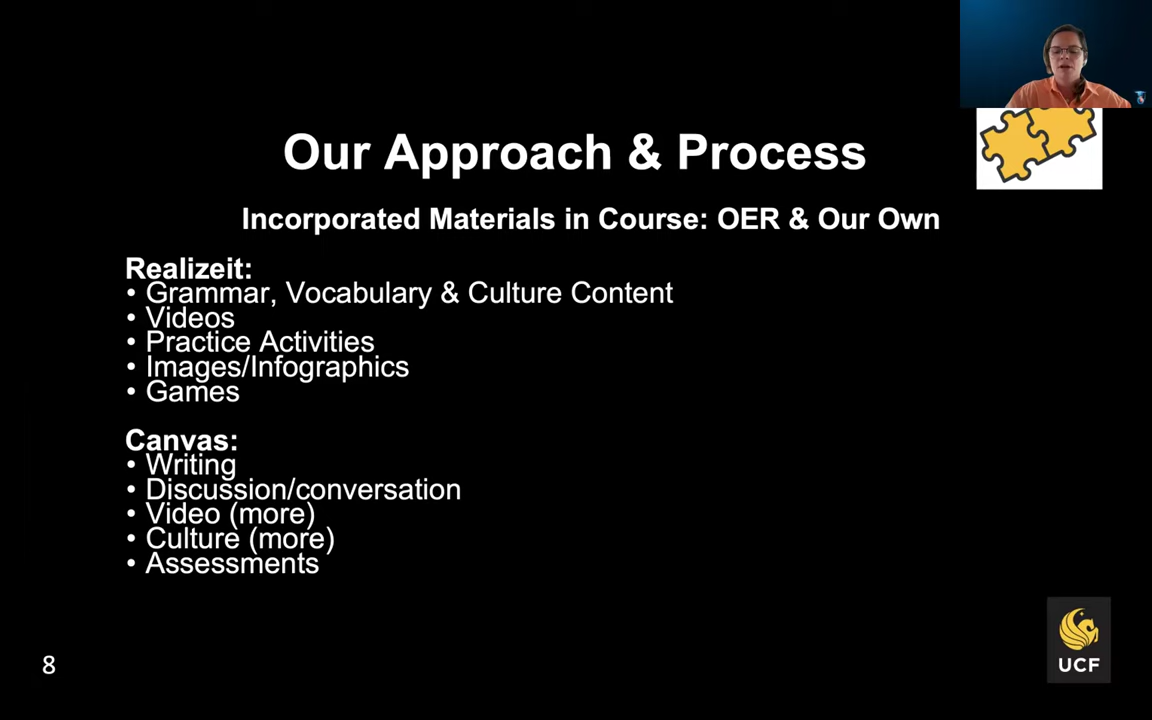 Our Approach & Process
Incorporated Materials in Course: OER & Our Own
Realizeit:
• Grammar, Vocabulary & Culture Content
• Videos
• Practice Activities
• Images/Infographics
• Games
Canvas:
• Writing
• Discussion/conversation
• Video (more)
• Culture (more)
• Assessments
8
UCF